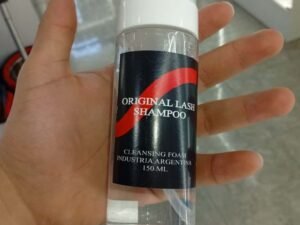 ORIGINAL LASH
SHAMPOO
CLEANSING FOAM
INDUSTRIA ARGENTINA
150 ML